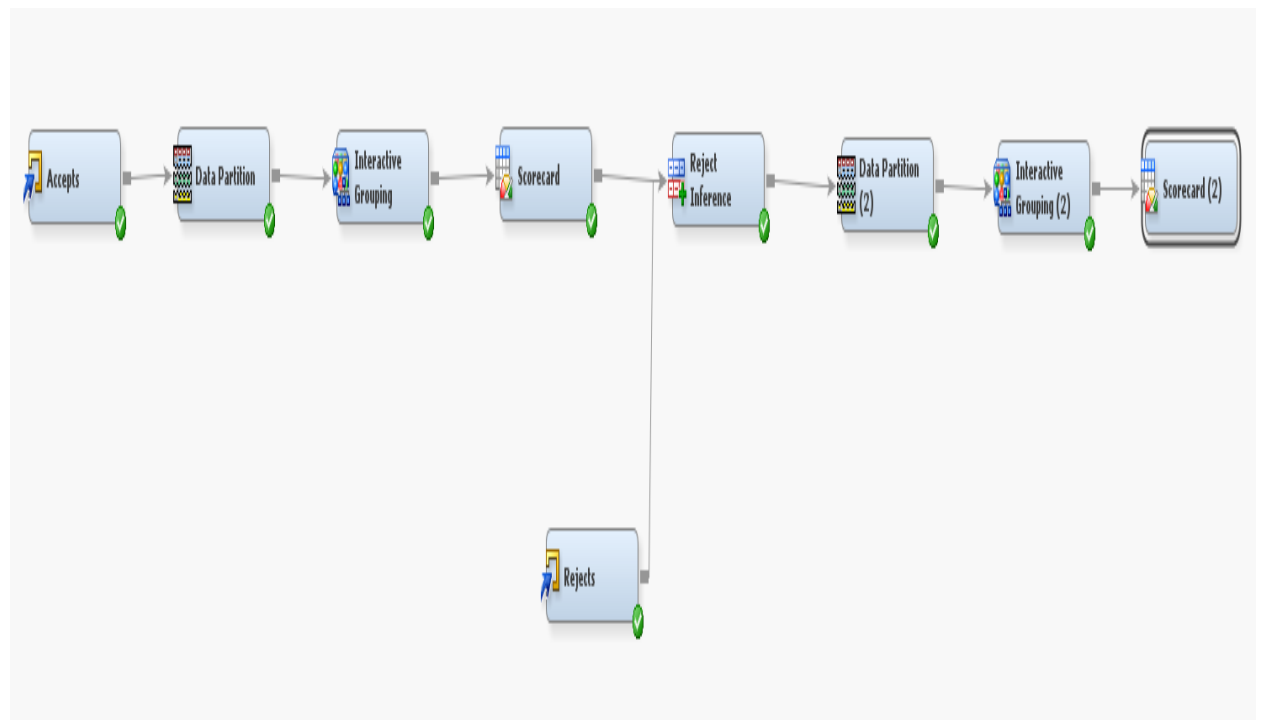 Accepts
Data Partition
Interactive
Grouping
Scorecard
Reject
Inference
Data Partition
(2)
Interactive
Grouping (2)
Scorecard (2)
Rejects